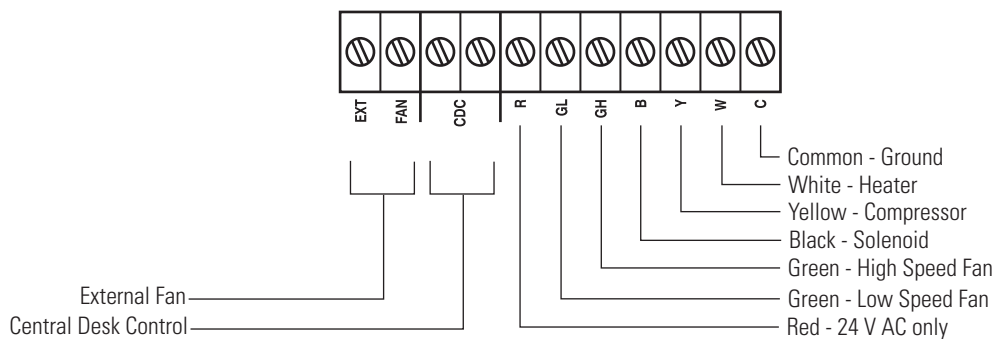 EXT
FAN
CDC
R
GL
GH
B
Y
W
C
Common - Ground
White - Heater
Yellow - Compressor
Black - Solenoid
Green - High Speed Fan
External Fan
Green - Low Speed Fan
Central Desk Control
Red - 24 V AC only